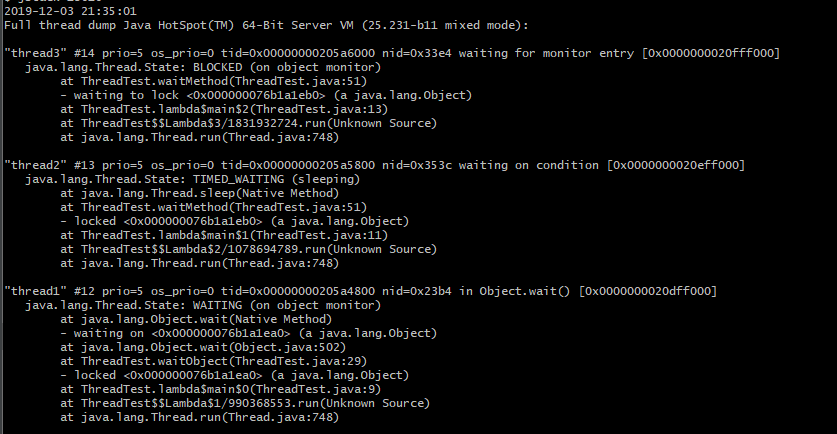 2019-12-03 21:35:01
Full thread dump Java HotSpot(TM) 64-Bit Server VM (25.231-b11 mixed mode):
"thread3" #14 prio=5 os_prio=0 tid=0x00000000205a6000 nid=0x33e4 waiting for monitor entry [0x0000000020fff000]
java.lang.Thread.State: BLOCKED (on object monitor)
at ThreadTest.waitMethod(ThreadTest.java:51)
- waiting to lock <0x000000076b1a1eb0> (a java.lang.Object)
at ThreadTest.lambda$main$2(ThreadTest.java:13)
at ThreadTest$$Lambda$3/1831932724.run(Unknown Source)
at java.lang.Thread.run(Thread.java:748)
"thread2" #13 prio=5 os_prio=0 tid=0x00000000205a5800 nid=0x353c waiting on condition [0x0000000020eff000]
java.lang.Thread.State: TIMED_WAITING (sleeping)
at java.lang.Thread.sleep(Native Method)
at ThreadTest.waitMethod(ThreadTest.java:51)
- locked <0x000000076b1a1eb0> (a java.lang.Object)
at ThreadTest.lambda$main$1(ThreadTest.java:11)
at ThreadTest$$Lambda$2/1078694789.run(Unknown Source)
at java.lang.Thread.run(Thread.java:748)
"thread1" #12 prio=5 os_prio=0 tid=0x00000000205a4800 nid=0x23b4 in Object.wait() [0x0000000020dff000]
java.lang.Thread.State: WAITING (on object monitor)
at java.lang.Object.wait(Native Method)
- waiting on <0x000000076b1a1ea0> (a java.lang.Object)
at java.lang.Object.wait(Object.java:502)
at ThreadTest.waitObject(ThreadTest.java:29)
- locked <0x000000076b1a1ea0> (a java.lang.Object)
at ThreadTest.lambda$main$0(ThreadTest.java:9)
at ThreadTest$$Lambda$1/990368553.run(Unknown Source)
at java.lang.Thread.run(Thread.java:748)